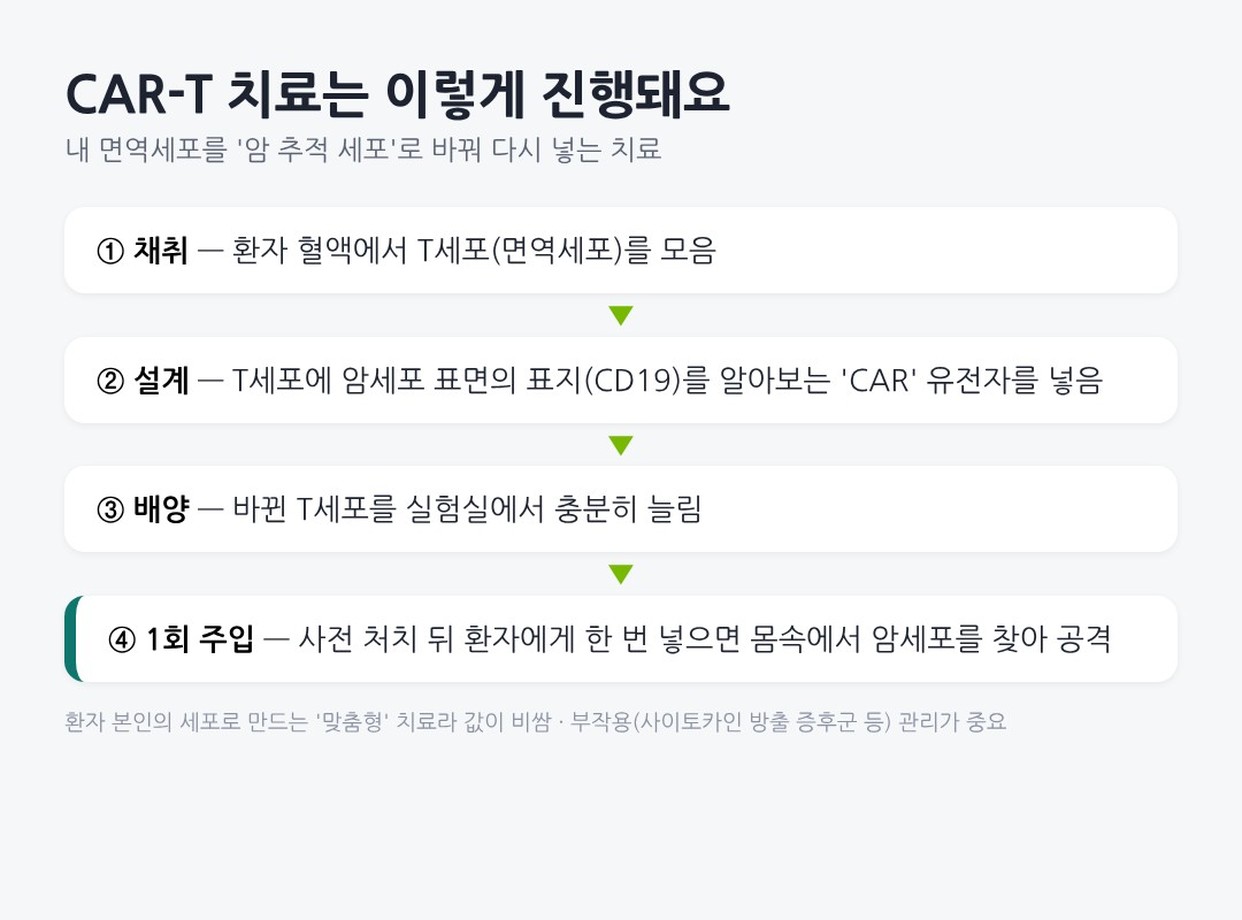 CAR-T 치료는 이렇게 진행돼요
내 면역세포를 '암 추적 세포'로 바꿔 다시 넣는 치료
① 채취 — 환자 혈액에서 T세포(면역세포)를 모음
② 설계 — T세포에 암세포 표면의 표지(CD19)를 알아보는 'CAR' 유전자를 넣음
③ 배양 — 바뀐 T세포를 실험실에서 충분히 늘림
④ 1회 주입 — 사전 처치 뒤 환자에게 한 번 넣으면 몸속에서 암세포를 찾아 공격
환자 본인의 세포로 만드는 '맞춤형' 치료라 값이 비쌈 · 부작용(사이토카인 방출 증후군 등) 관리가 중요